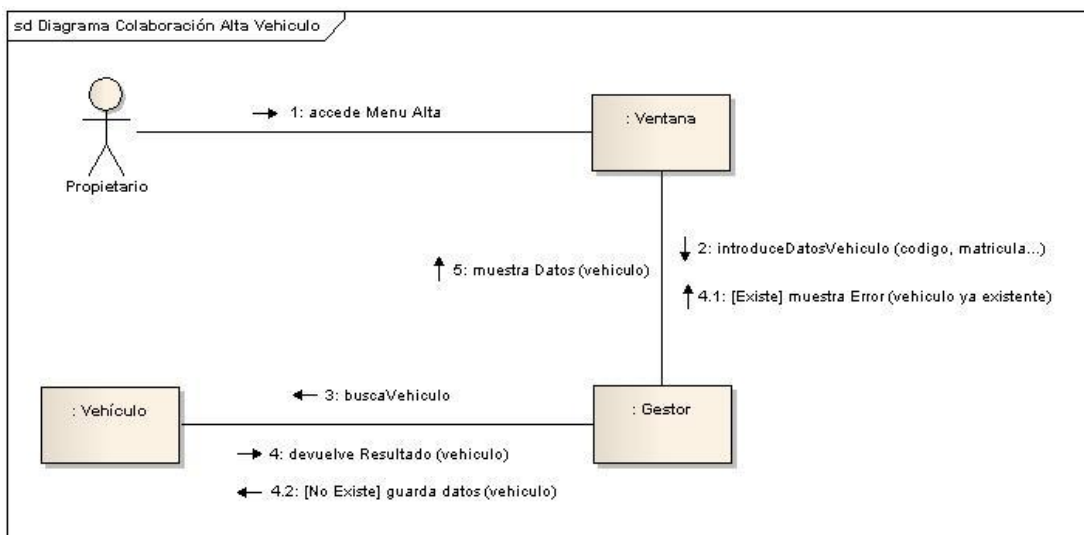 sd Diagrama Colaboración Alta Vehiculo
1: accede Menu Alta
: Ventana
Propietario
2: introduceDatosVehiculo (codigo, matricula...)
5: muestra Datos (vehiculo)
4.1: [Existe] muestra Error (vehiculo ya existente)
3: buscaVehiculo
: Vehículo
: Gestor
4: devuelve Resultado (vehiculo)
4.2: [No Existe] guarda datos (vehiculo)